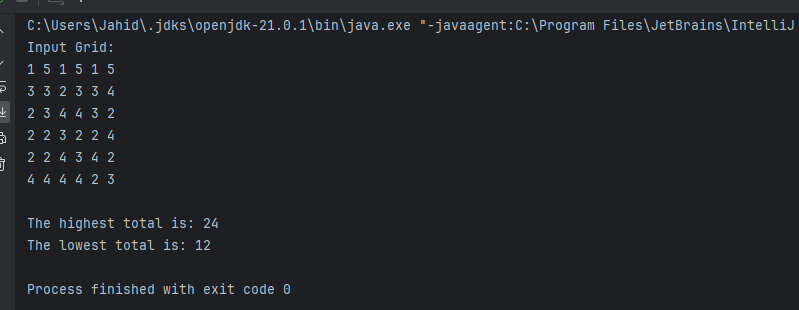 C:\Users\Jahid\.jdks\openjdk-21.0.1\bin\java.exe "-javaagent:C:\Program Files\JetBrains\IntelliJ
Input Grid:
1 5 1 5 1 5
3 3 2 3 3 4
2 3 4 4 3 2
2 2 3 2 2 4
2 2 4 3 4 2
4 4 4 4 2 3
The highest total is: 24
The lowest total is: 12
Process finished with exit code 0